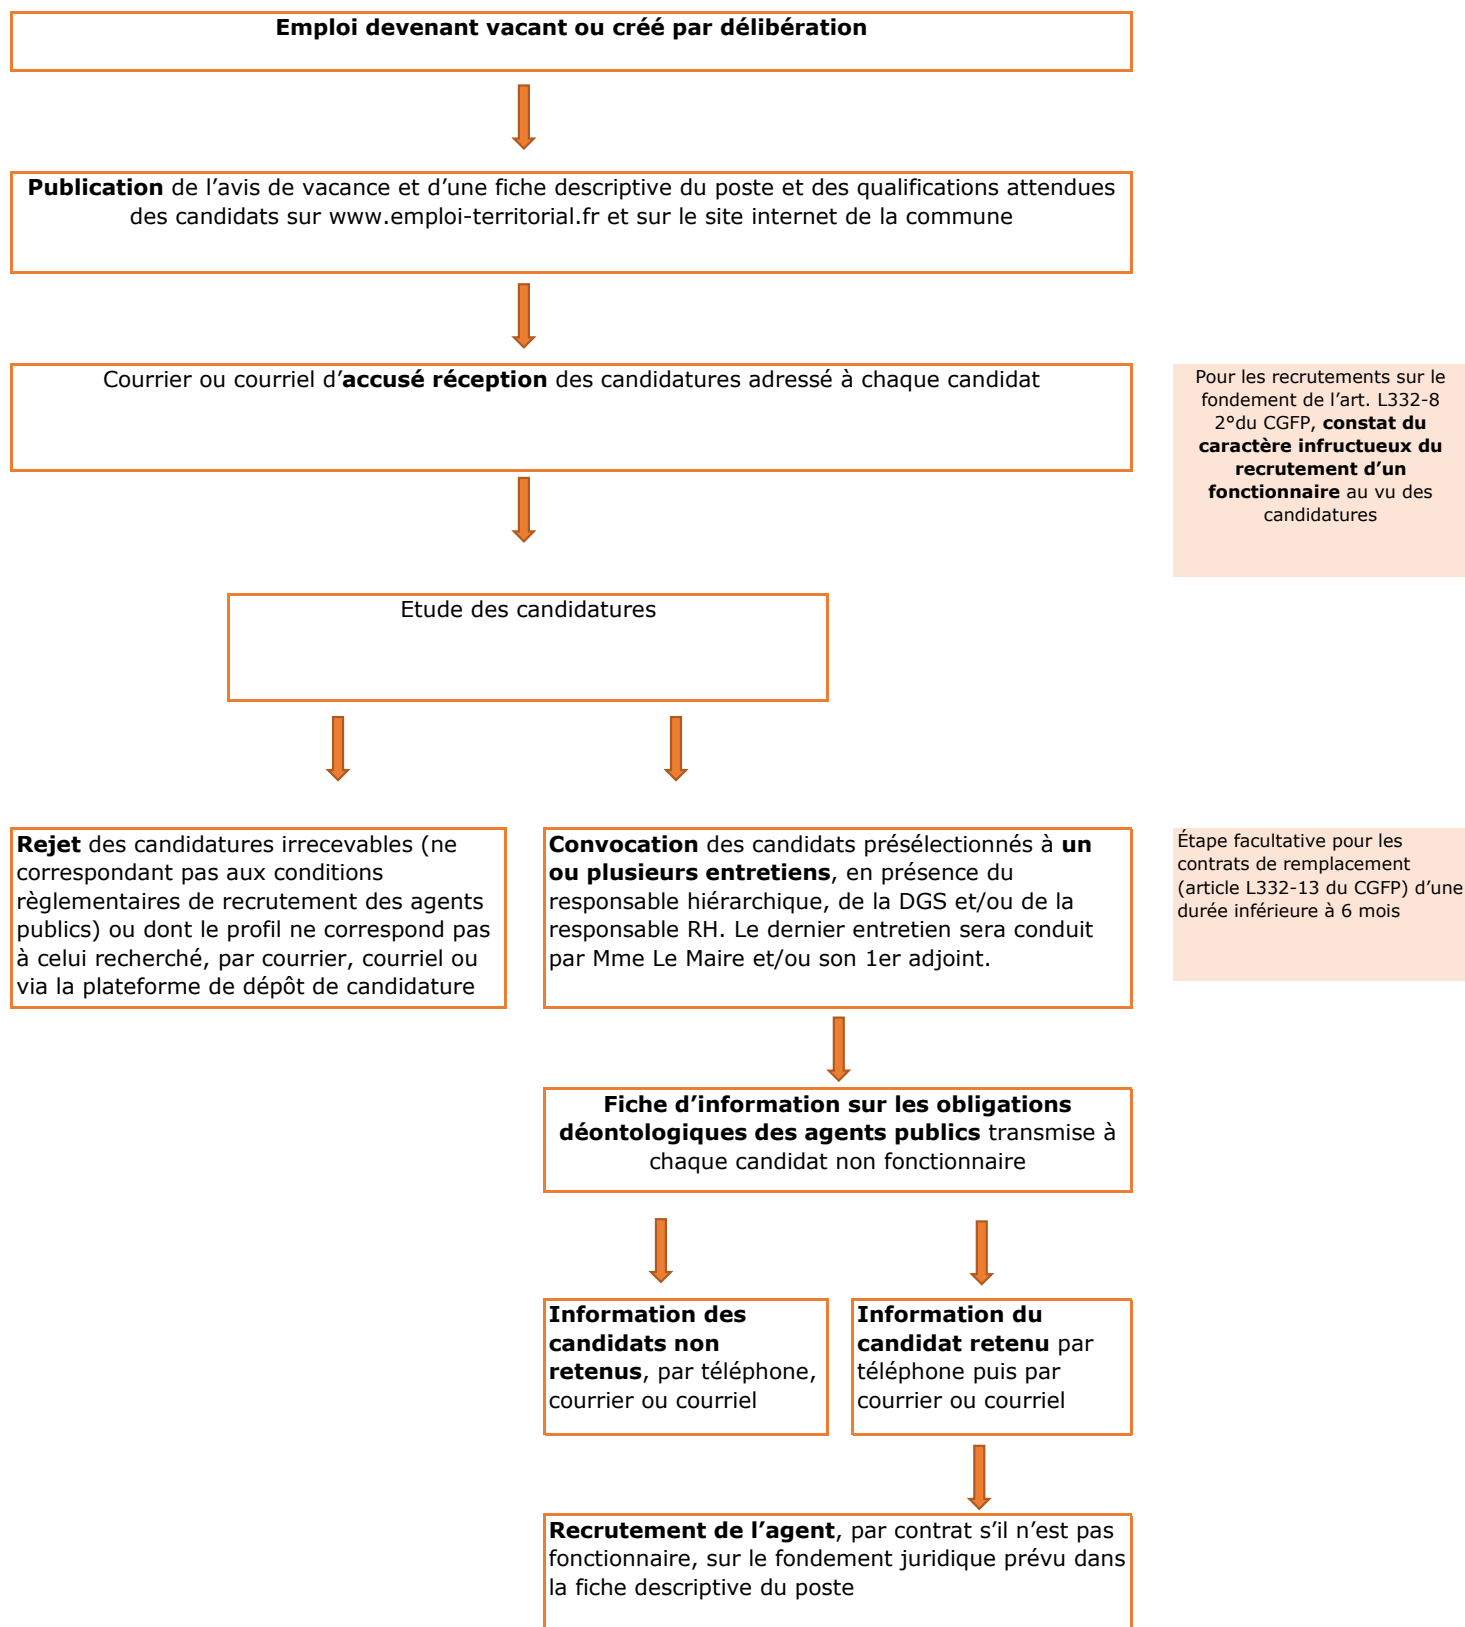 Emploi devenant vacant ou créé par délibération
Publication de l’avis de vacance et d’une fiche descriptive du poste et des qualifications attendues
des candidats sur www.emploi-territorial.fr et sur le site internet de la commune
Courrier ou courriel d’accusé réception des candidatures adressé à chaque candidat
Pour les recrutements sur le
fondement de l’art. L332-8
2°du CGFP, constat du
caractère infructueux du
recrutement d’un
fonctionnaire au vu des
candidatures
Etude des candidatures
Rejet des candidatures irrecevables (ne
correspondant pas aux conditions
règlementaires de recrutement des agents
publics) ou dont le profil ne correspond pas
à celui recherché, par courrier, courriel ou
via la plateforme de dépôt de candidature
Convocation des candidats présélectionnés à un
ou plusieurs entretiens, en présence du
responsable hiérarchique, de la DGS et/ou de la
responsable RH. Le dernier entretien sera conduit
par Mme Le Maire et/ou son 1er adjoint.
Étape facultative pour les
contrats de remplacement
(article L332-13 du CGFP) d’une
durée inférieure à 6 mois
Fiche d’information sur les obligations
déontologiques des agents publics transmise à
chaque candidat non fonctionnaire
Information des
candidats non
retenus, par téléphone,
courrier ou courriel
Information du
candidat retenu par
téléphone puis par
courrier ou courriel
Recrutement de l’agent, par contrat s’il n’est pas
fonctionnaire, sur le fondement juridique prévu dans
la fiche descriptive du poste